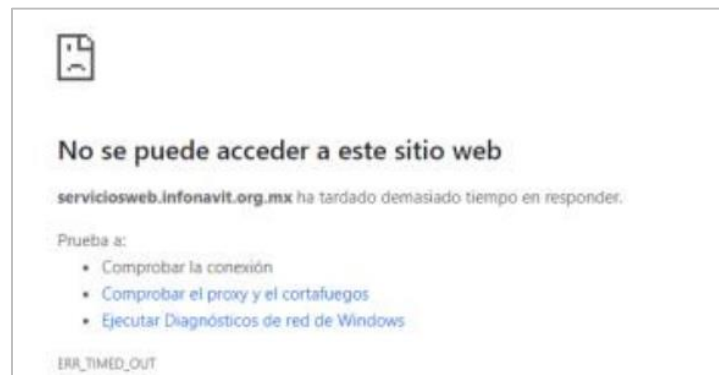 No se puede acceder a este sitio web
serviciosweb.infonavit.org.mx ha tardado demasiado tiempo en responder.
Prueba a:
• Comprobar la conexión
• Comprobar el proxy y el cortafuegos
• Ejecutar Diagnósticos de red de Windows
ERR_TIMED_OUT